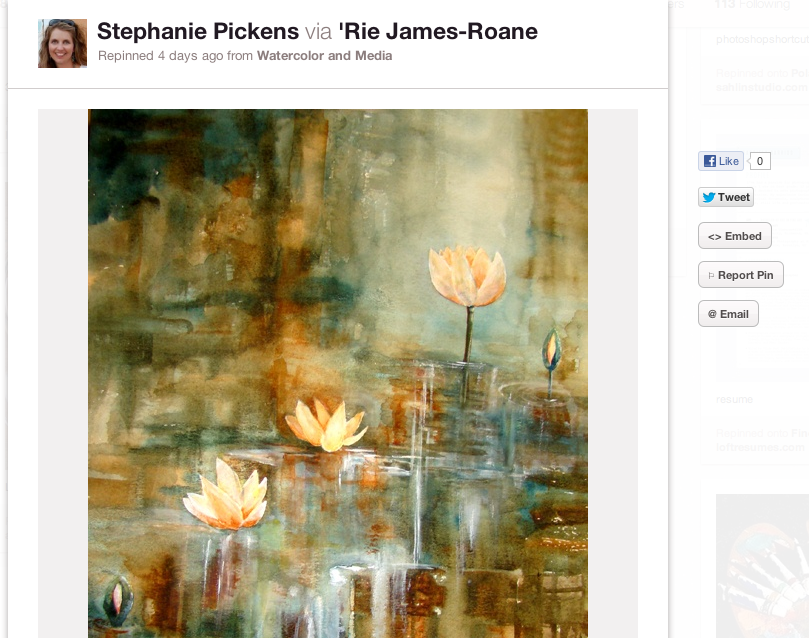 Stephanie Pickens via 'Rie James-Roane
Repinned 4 days ago from Watercolor and Media
113 Following
photoshopshortcut
Like 0
Tweet
<> Embed
Report Pin
@ Email
resume